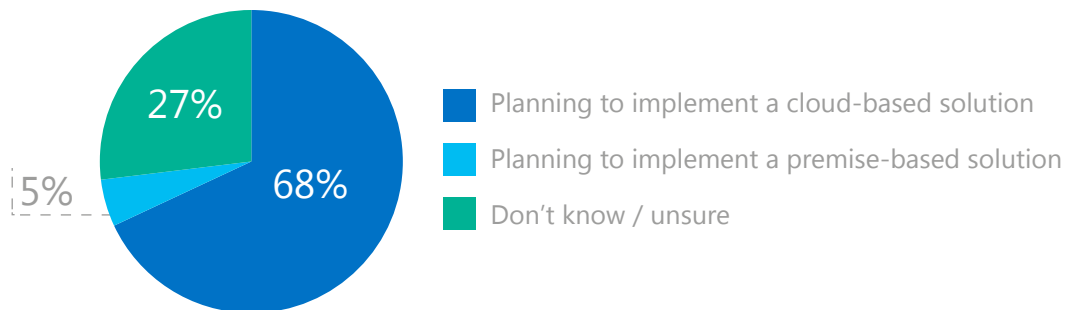 27%
68%
5%
Planning to implement a cloud-based solution
Planning to implement a premise-based solution
Don’t know / unsure